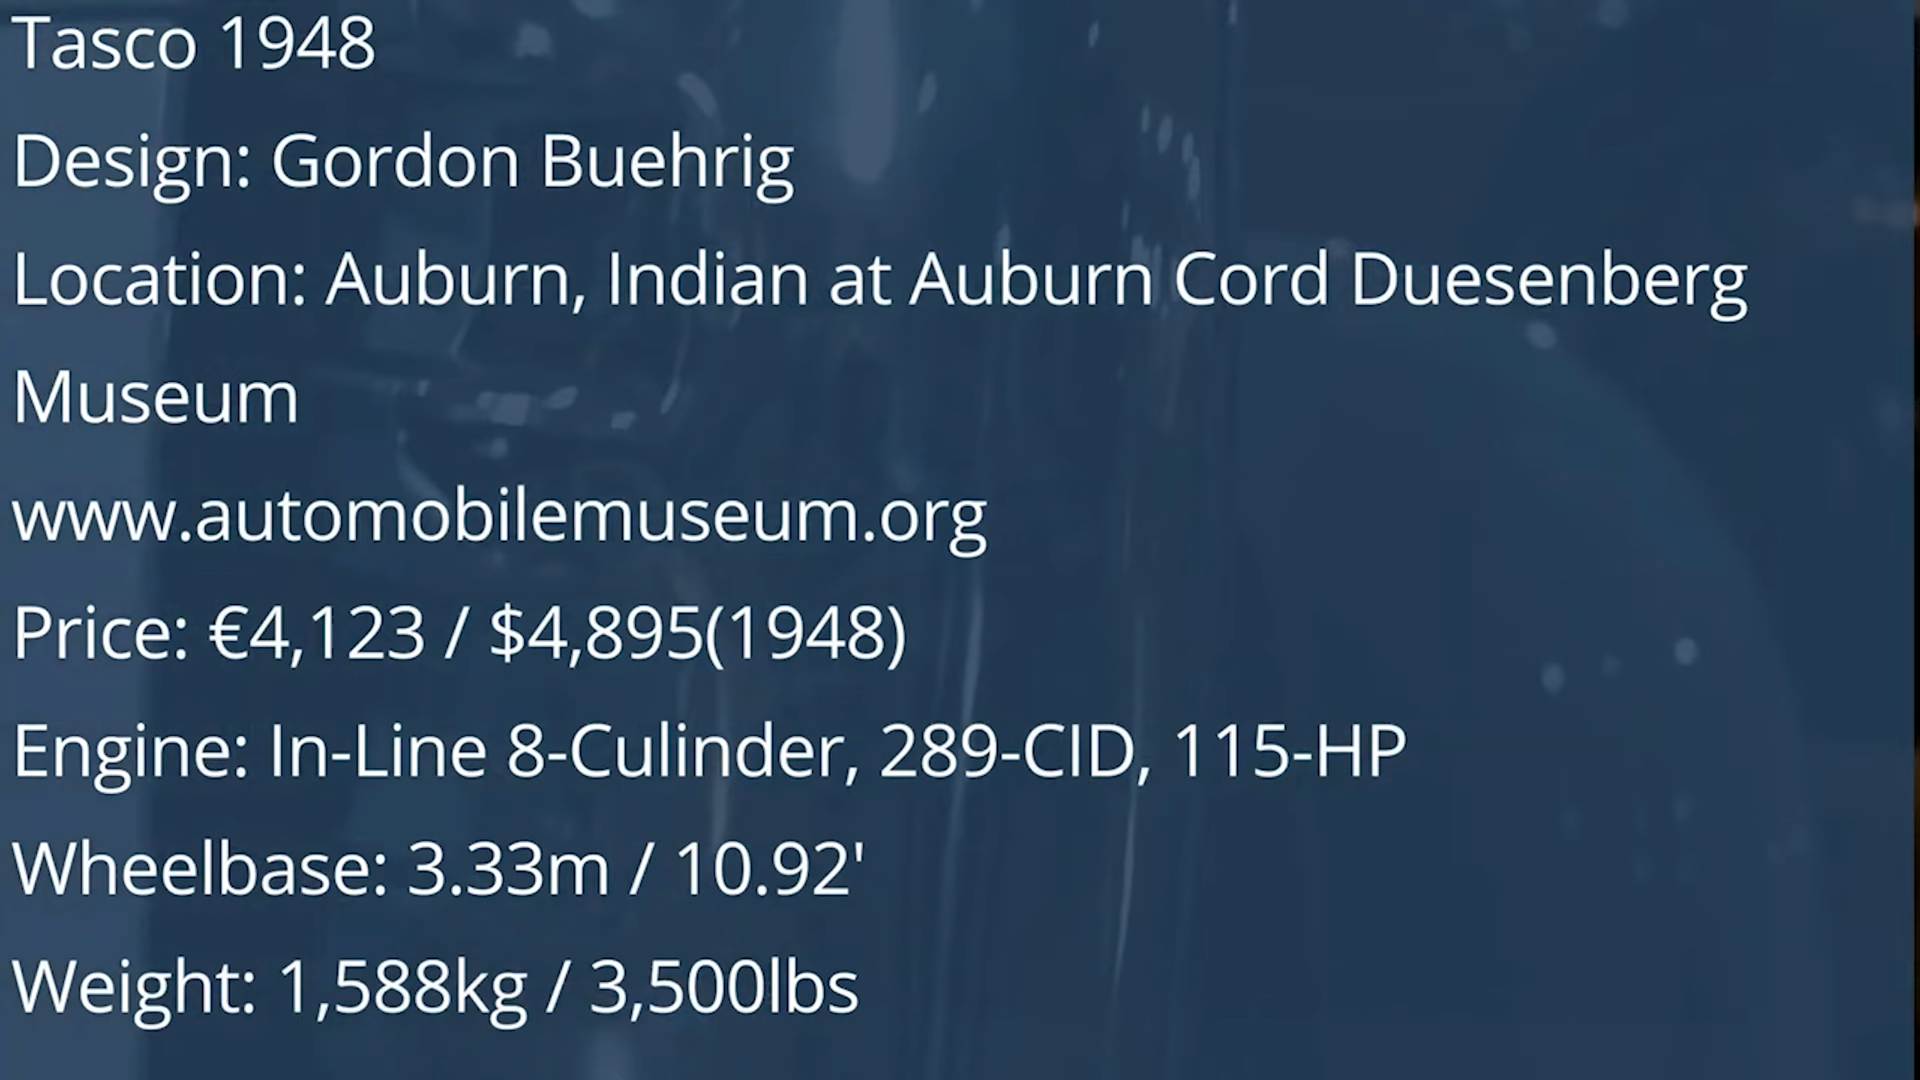 Tasco 1948
Design: Gordon Buehrig
Location: Auburn, Indian at Auburn Cord Duesenberg
Museum
www.automobilemuseum.org
Price: €4,123 / $4,895(1948)
Engine: In-Line 8-Culinder, 289-CID, 115-HP
Wheelbase: 3.33m / 10.92'
Weight: 1,588kg / 3,500lbs